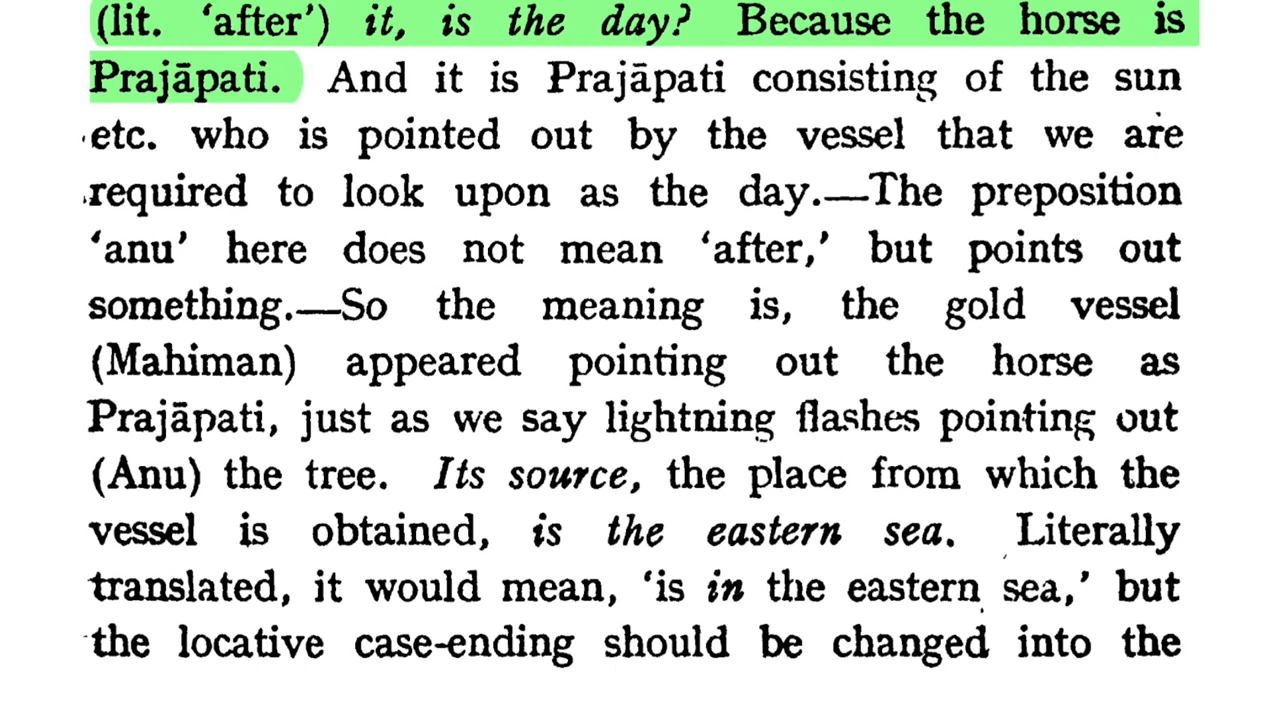 (lit. ‘after’) it, is the day? Because the horse is
Prajāpati. And it is Prajāpati consisting of the sun
etc. who is pointed out by the vessel that we are
required to look upon as the day.—The preposition
‘anu’ here does not mean ‘after,’ but points out
something.—So the meaning is, the gold vessel
(Mahiman) appeared pointing out the horse as
Prajāpati, just as we say lightning flashes pointing out
(Anu) the tree. Its source, the place from which the
vessel is obtained, is the eastern sea. Literally
translated, it would mean, ‘is in the eastern sea,’ but
the locative case-ending should be changed into the